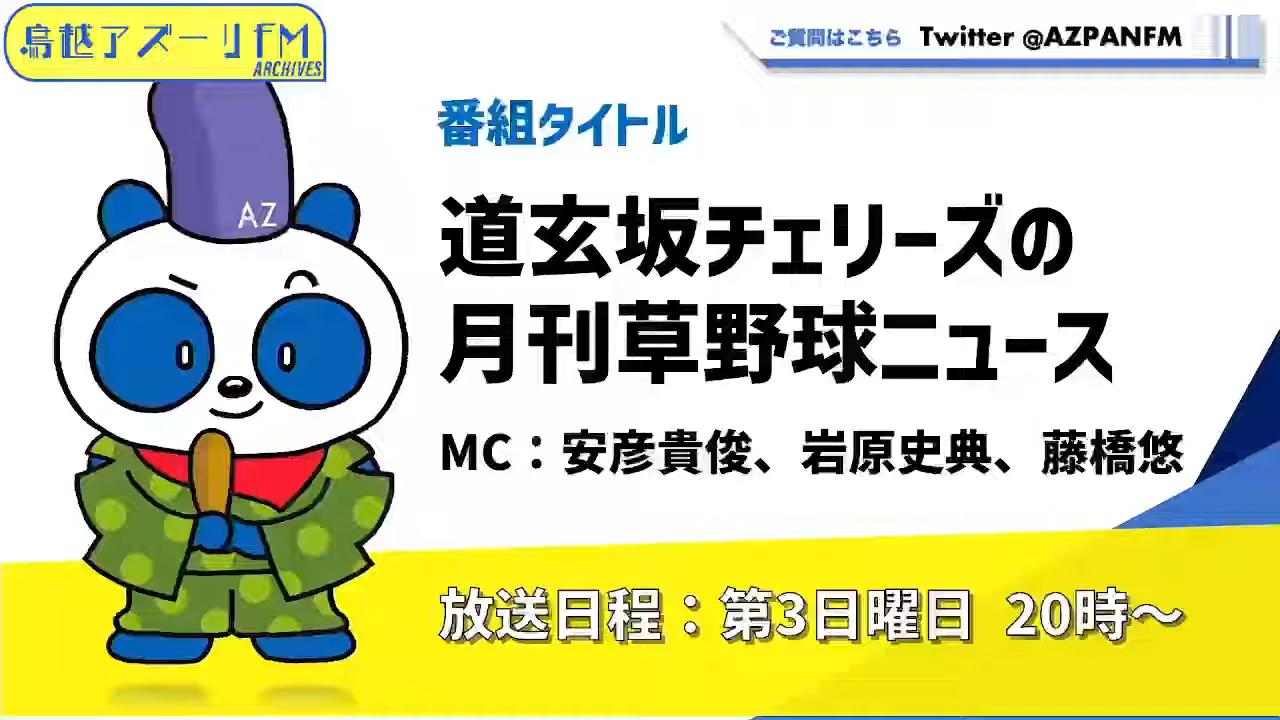 鳥越アズーリFM
ARCHIVES
ご質問はこちら Twitter @AZPANFM
番組タイトル
AZ
道玄坂チェリーズの
月刊草野球ニュース
MC：安彦貴俊、岩原史典、藤橋悠
放送日程：第3日曜日 20時〜